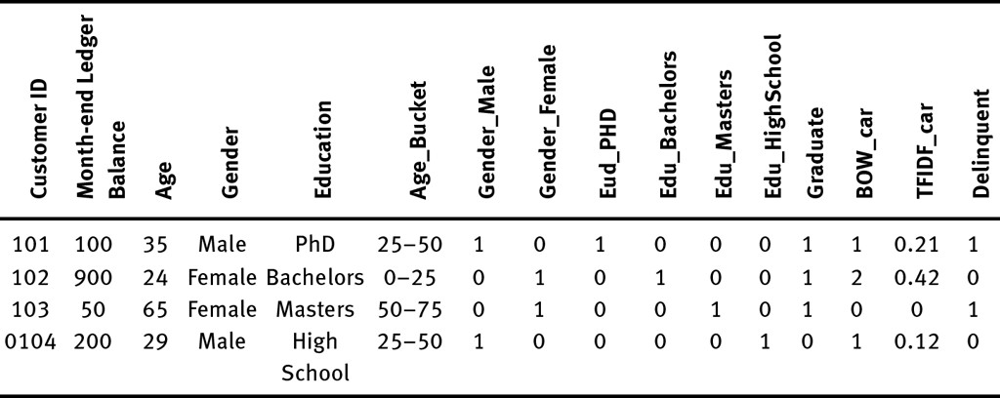 Customer ID Month-end Ledger Balance Age Gender Education Age_Bucket Gender_Male Gender_Female Eud_PHD Edu_Bachelors Edu_Masters Edu_HighSchool Graduate BOW_car TFIDF_car Delinquent
101 100 35 Male PhD 25–50 1 0 1 0 0 0 1 1 0.21 1
102 900 24 Female Bachelors 0–25 0 1 0 1 0 0 1 2 0.42 0
103 50 65 Female Masters 50–75 0 1 0 0 1 0 1 0 0 1
0104 200 29 Male High 25–50 1 0 0 0 0 1 0 1 0.12 0
School